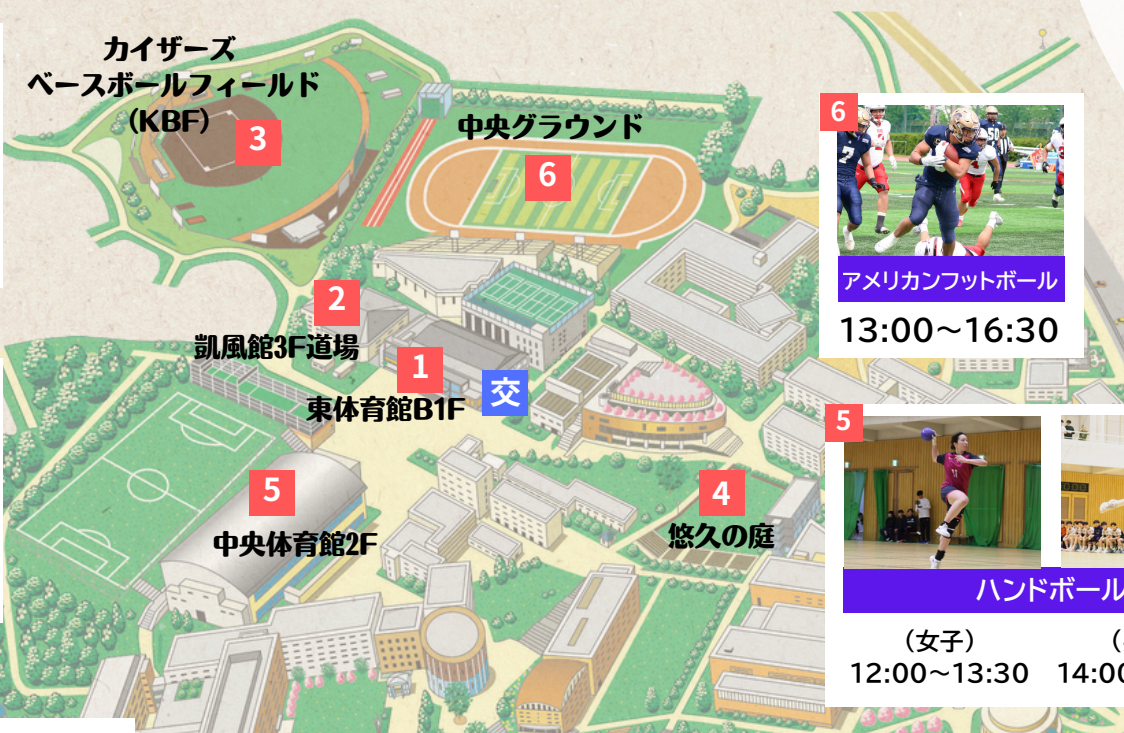 カイザーズ
ベースボールフィールド
（KBF）
3
中央グラウンド
6
2
凱風館3F道場
1
東体育館B1F
交
5
中央体育館2F
4
悠久の庭
6
アメリカンフットボール
13:00～16:30
5
ハンドボール
（女子）
12:00～13:30
14:00